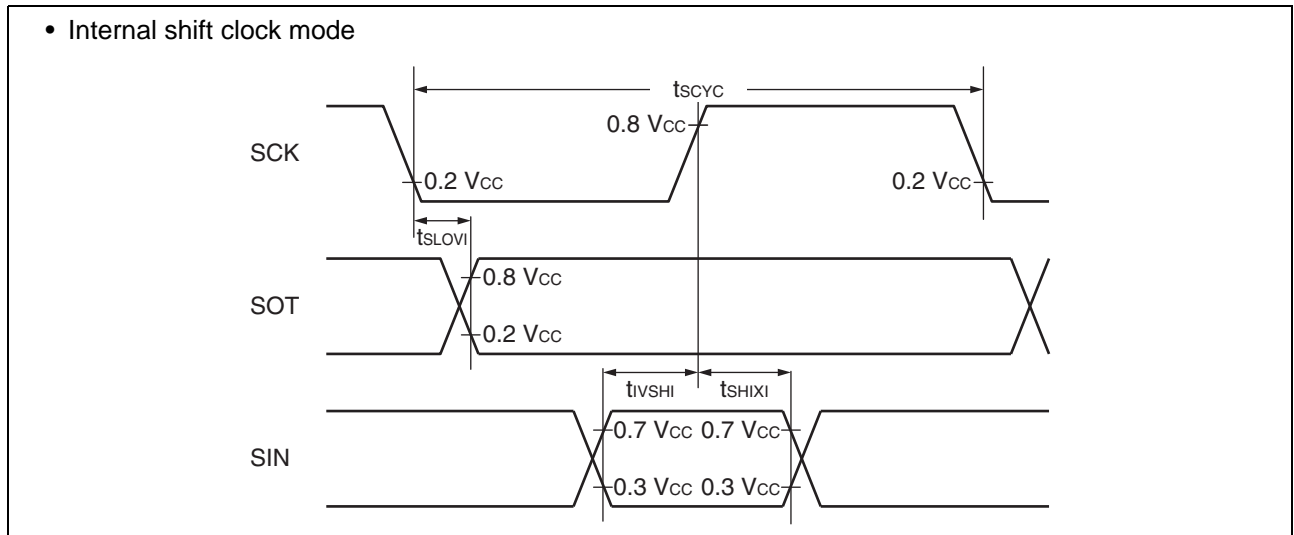 • Internal shift clock mode
tSCYC
0.8 VCC
SCK
0.2 VCC
0.2 VCC
tSLOVI
0.8 VCC
SOT
0.2 VCC
tIVSHI
tSHIXI
0.7 VCC
0.7 VCC
SIN
0.3 VCC
0.3 VCC